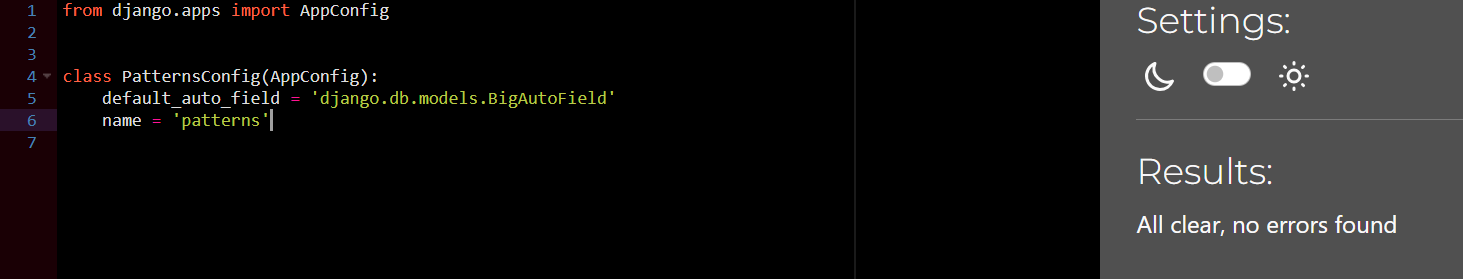 1 from django.apps import AppConfig
2
3
4 class PatternsConfig(AppConfig):
5     default_auto_field = 'django.db.models.BigAutoField'
6     name = 'patterns'
7
Settings:
Results:
All clear, no errors found